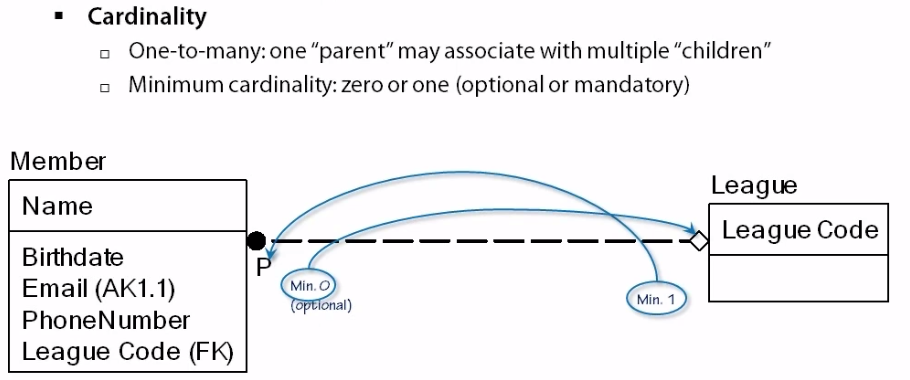 Cardinality
One-to-many: one “parent” may associate with multiple “children”
Minimum cardinality: zero or one (optional or mandatory)
Member
Name
Birthdate
Email (AK1.1)
PhoneNumber
League Code (FK)
P
Min. 0
(optional)
Min. 1
League
League Code